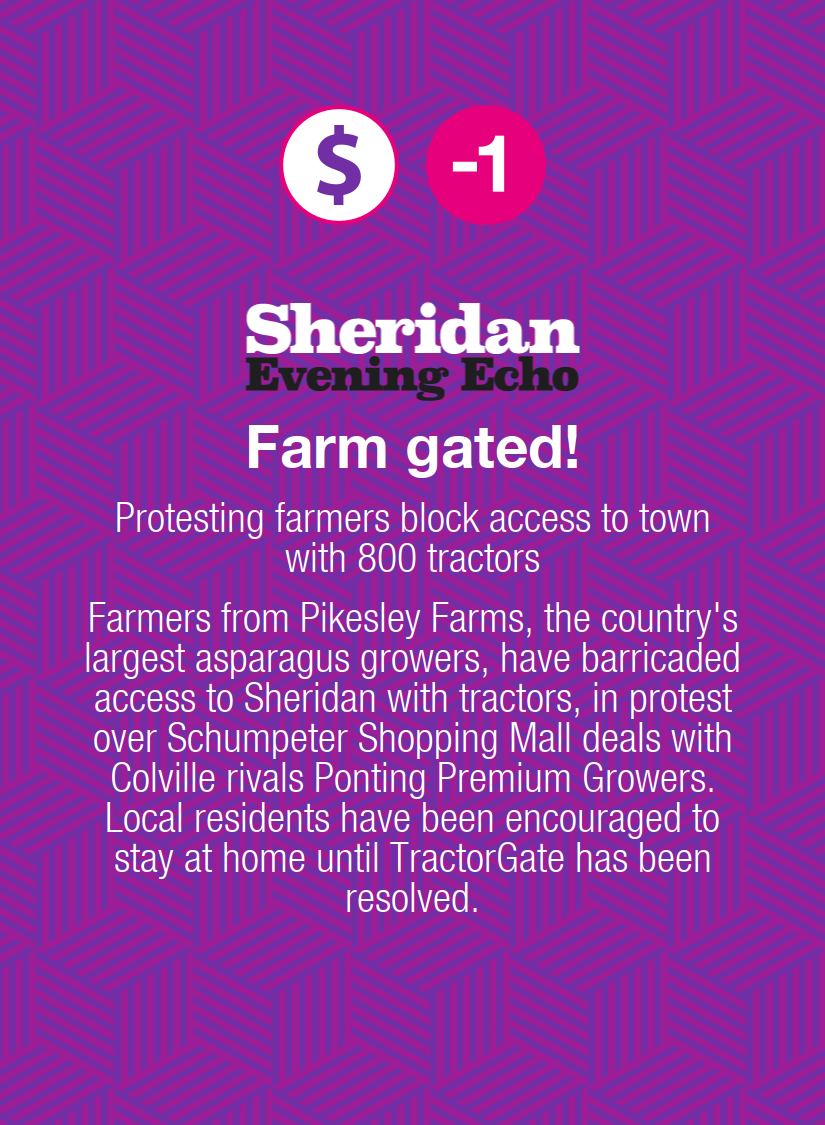 $ -1
Sheridan
Evening Echo
Farm gated!
Protesting farmers block access to town
with 800 tractors
Farmers from Pikesley Farms, the country's
largest asparagus growers, have barricaded
access to Sheridan with tractors, in protest
over Schumpeter Shopping Mall deals with
Colville rivals Ponting Premium Growers.
Local residents have been encouraged to
stay at home until TractorGate has been
resolved.